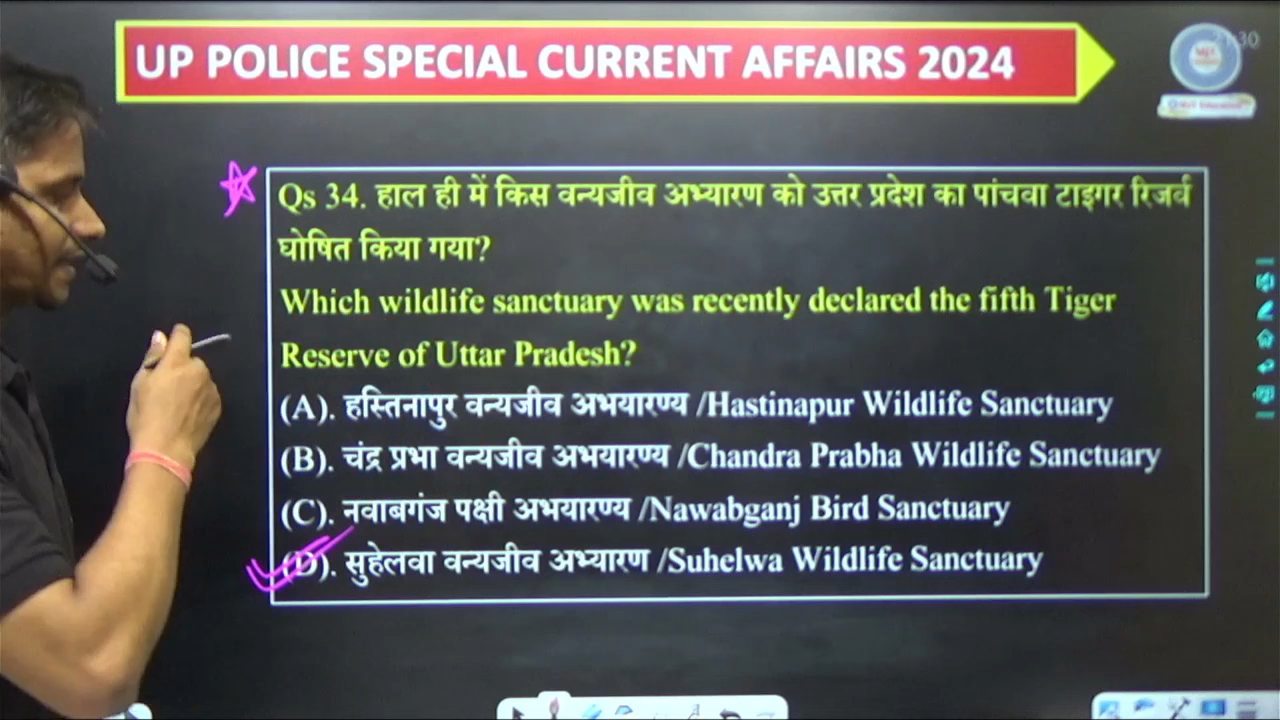 UP POLICE SPECIAL CURRENT AFFAIRS 2024
Qs 34. हाल ही में किस वन्यजीव अभ्यारण को उत्तर प्रदेश का पांचवा टाइगर रिजर्व
घोषित किया गया?
Which wildlife sanctuary was recently declared the fifth Tiger
Reserve of Uttar Pradesh?
(A). हस्तिनापुर वन्यजीव अभयारण्य /Hastinapur Wildlife Sanctuary
(B). चंद्र प्रभा वन्यजीव अभयारण्य /Chandra Prabha Wildlife Sanctuary
(C). नवाबगंज पक्षी अभयारण्य /Nawabganj Bird Sanctuary
(D). सुहेलवा वन्यजीव अभ्यारण /Suhelwa Wildlife Sanctuary